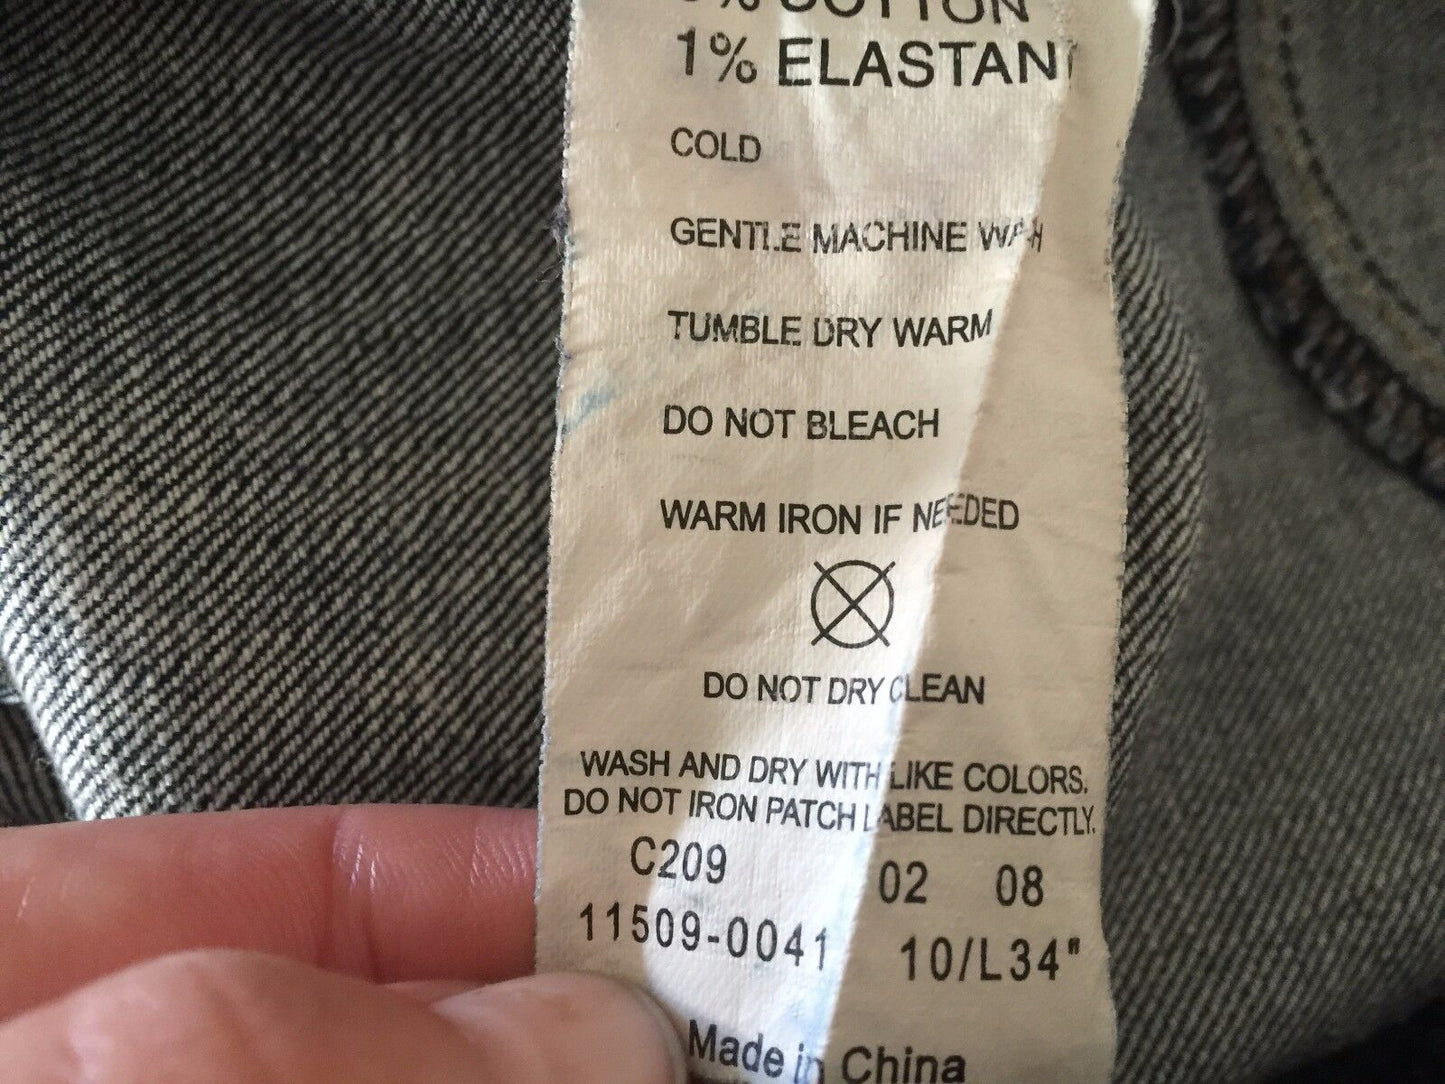 % COTTON
1% ELASTAN
COLD
GENTLE MACHINE WASH
TUMBLE DRY WARM
DO NOT BLEACH
WARM IRON IF NEEDED
DO NOT DRY CLEAN
WASH AND DRY WITH LIKE COLORS.
DO NOT IRON PATCH LABEL DIRECTLY.
C209 02 08
11509-0041 10/L34"
Made in China